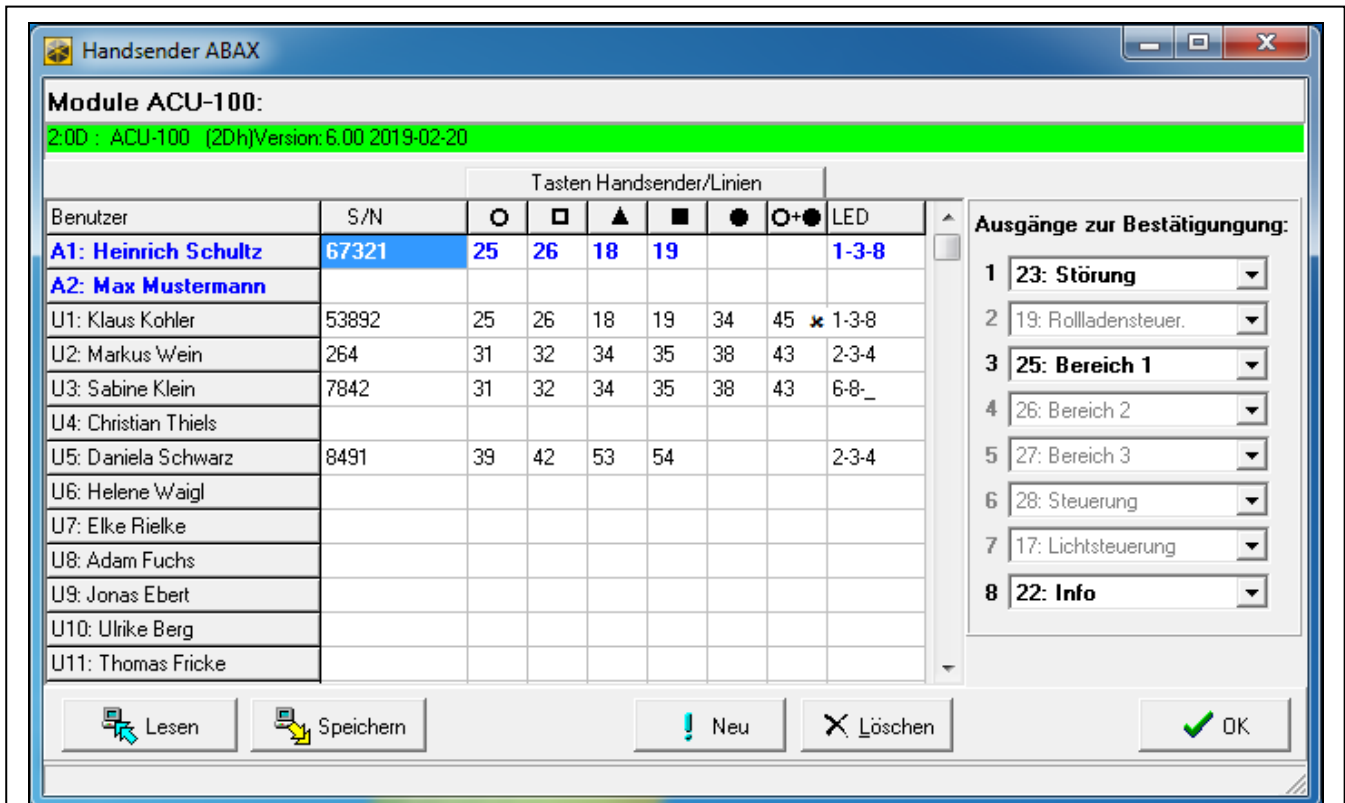 Handsender ABAX
Module ACU-100:
2:0D : ACU-100 (2Dh)Version: 6.00 2019-02-20
Tasten Handsender/Linien
Benutzer S/N O+● LED
A1: Heinrich Schultz 67321 25 26 18 19 1-3-8
A2: Max Mustermann
U1: Klaus Kohler 53892 25 26 18 19 34 45 1-3-8
U2: Markus Wein 264 31 32 34 35 38 43 2-3-4
U3: Sabine Klein 7842 31 32 34 35 38 43 6-8-_
U4: Christian Thiels
U5: Daniela Schwarz 8491 39 42 53 54 2-3-4
U6: Helene Waigl
U7: Elke Rielke
U8: Adam Fuchs
U9: Jonas Ebert
U10: Ulrike Berg
U11: Thomas Fricke
Ausgänge zur Bestätigungung:
1 23: Störung
2 19: Rollladensteuer.
3 25: Bereich 1
4 26: Bereich 2
5 27: Bereich 3
6 28: Steuerung
7 17: Lichtsteuerung
8 22: Info
Lesen Speichern Neu Löschen OK